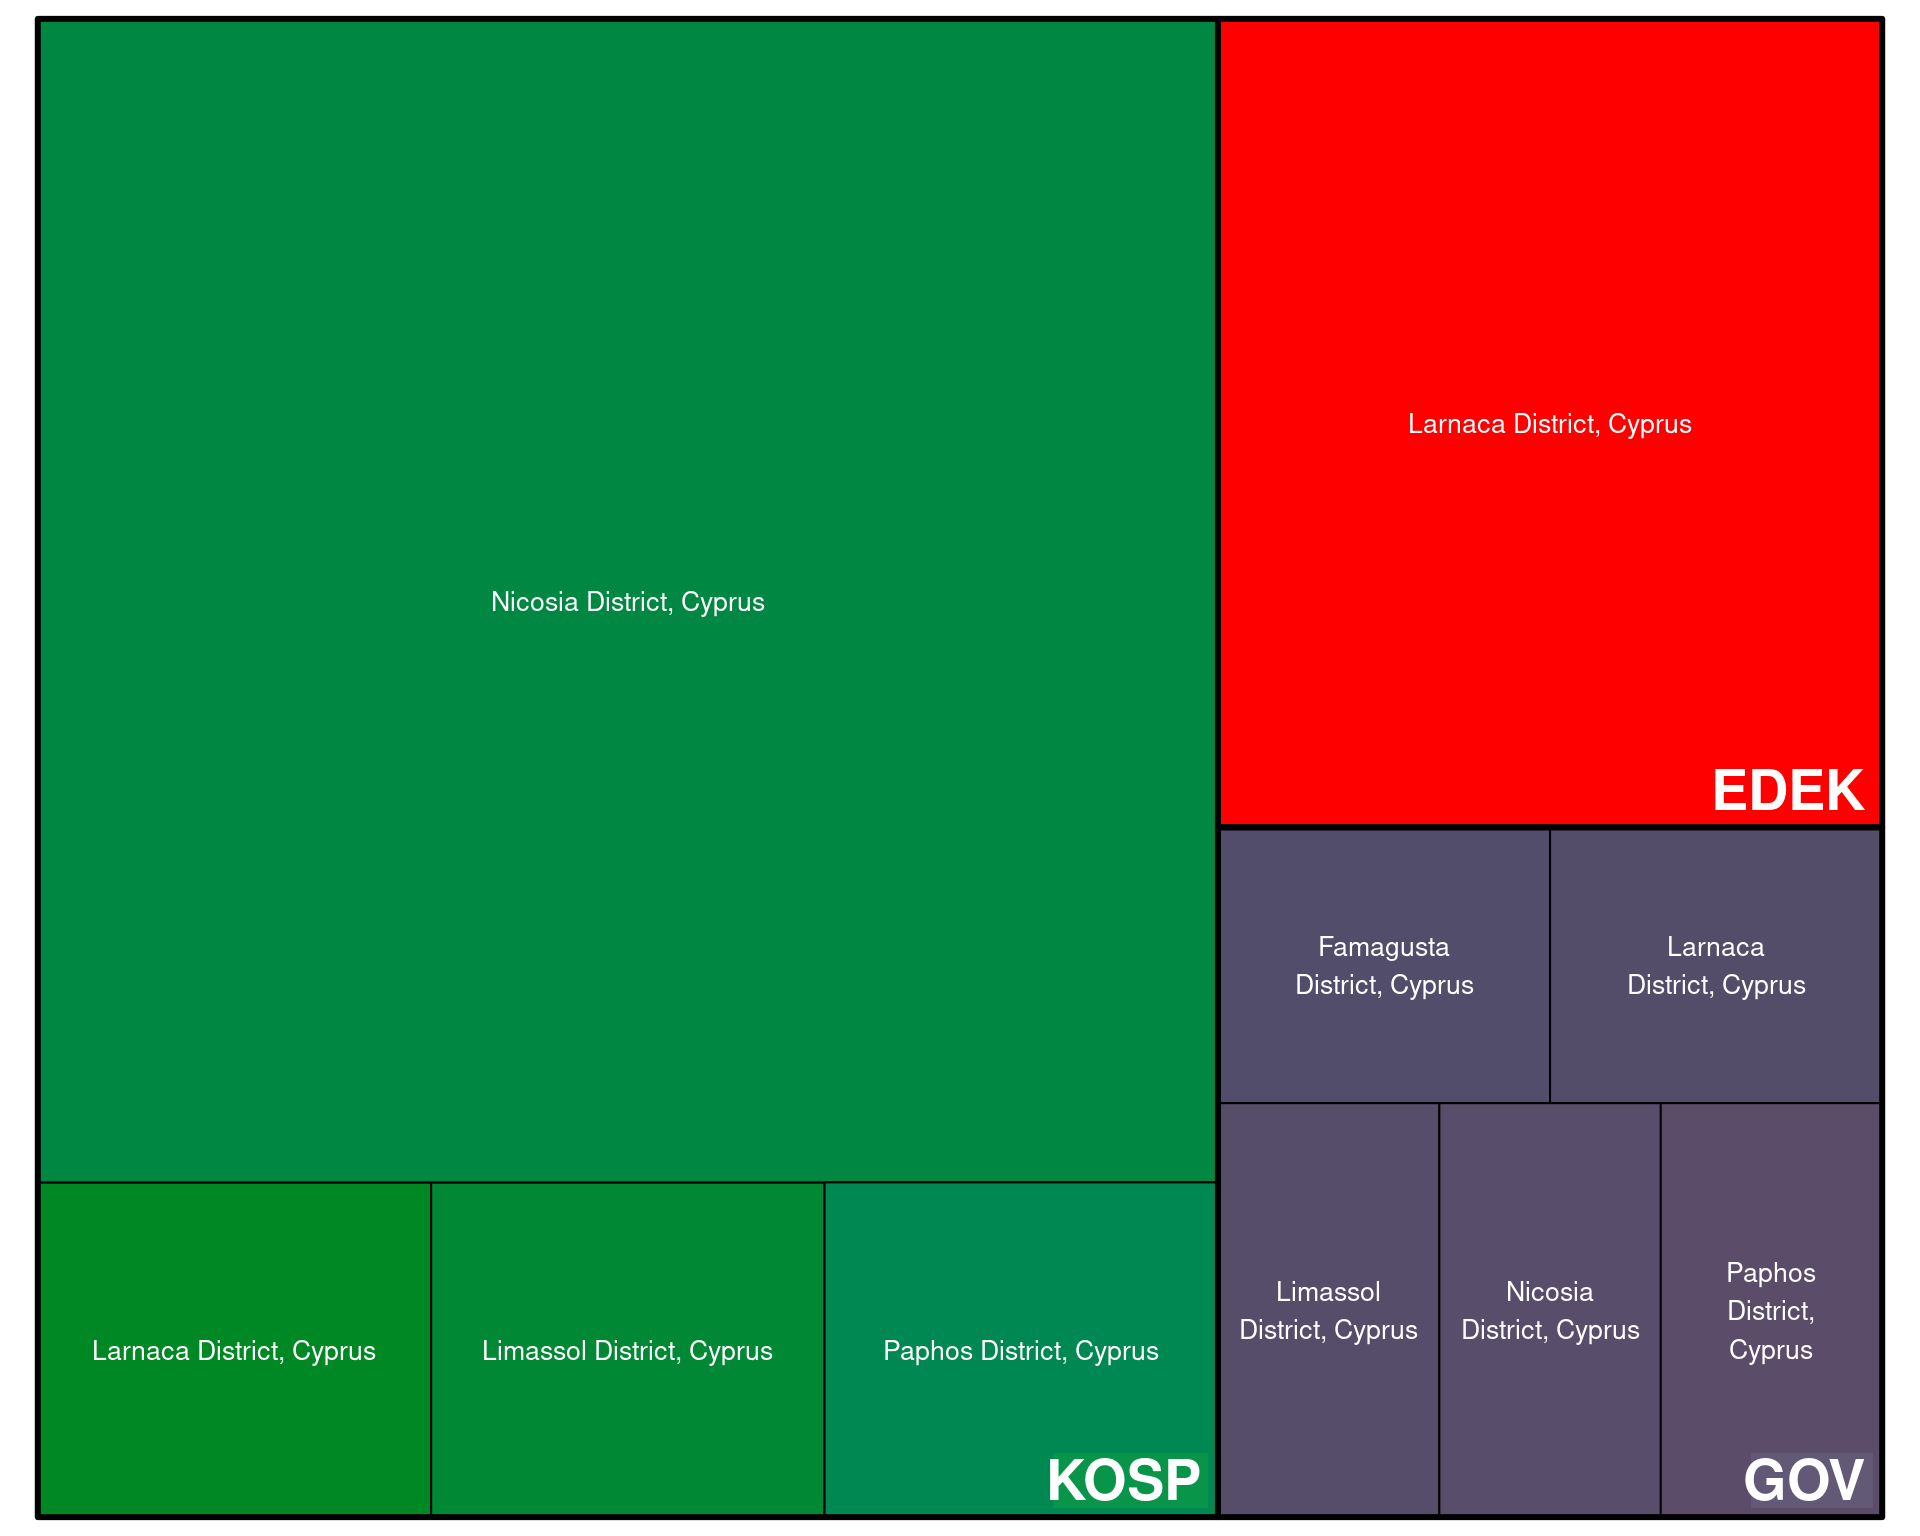 Nicosia District, Cyprus
Larnaca District, Cyprus
Limassol District, Cyprus
Paphos District, Cyprus
KOSP
Larnaca District, Cyprus
EDEK
Famagusta
District, Cyprus
Larnaca
District, Cyprus
Limassol
District, Cyprus
Nicosia
District, Cyprus
Paphos
District,
Cyprus
GOV